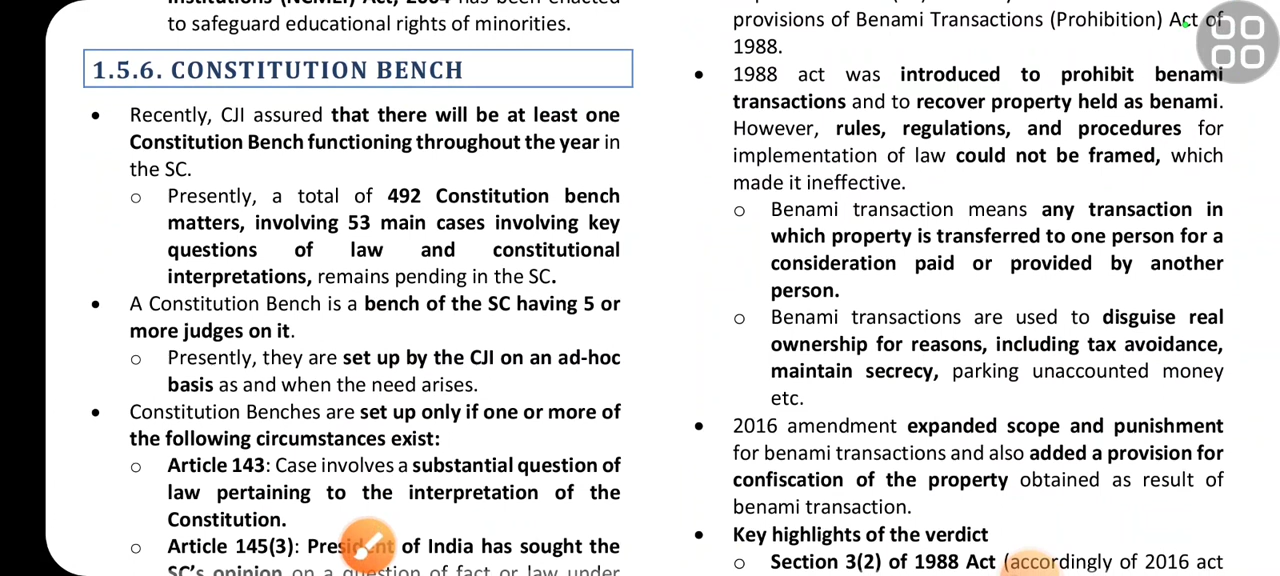 to safeguard educational rights of minorities.
1.5.6. CONSTITUTION BENCH
• Recently, CJI assured that there will be at least one
Constitution Bench functioning throughout the year in
the SC.
o Presently, a total of 492 Constitution bench
matters, involving 53 main cases involving key
questions of law and constitutional
interpretations, remains pending in the SC.
• A Constitution Bench is a bench of the SC having 5 or
more judges on it.
o Presently, they are set up by the CJI on an ad-hoc
basis as and when the need arises.
• Constitution Benches are set up only if one or more of
the following circumstances exist:
o Article 143: Case involves a substantial question of
law pertaining to the interpretation of the
Constitution.
o Article 145(3): President of India has sought the
SC's opinion on a question of fact or law under
provisions of Benami Transactions (Prohibition) Act of
1988.
• 1988 act was introduced to prohibit benami
transactions and to recover property held as benami.
However, rules, regulations, and procedures for
implementation of law could not be framed, which
made it ineffective.
o Benami transaction means any transaction in
which property is transferred to one person for a
consideration paid or provided by another
person.
o Benami transactions are used to disguise real
ownership for reasons, including tax avoidance,
maintain secrecy, parking unaccounted money
etc.
• 2016 amendment expanded scope and punishment
for benami transactions and also added a provision for
confiscation of the property obtained as result of
benami transaction.
• Key highlights of the verdict
o Section 3(2) of 1988 Act (accordingly of 2016 act